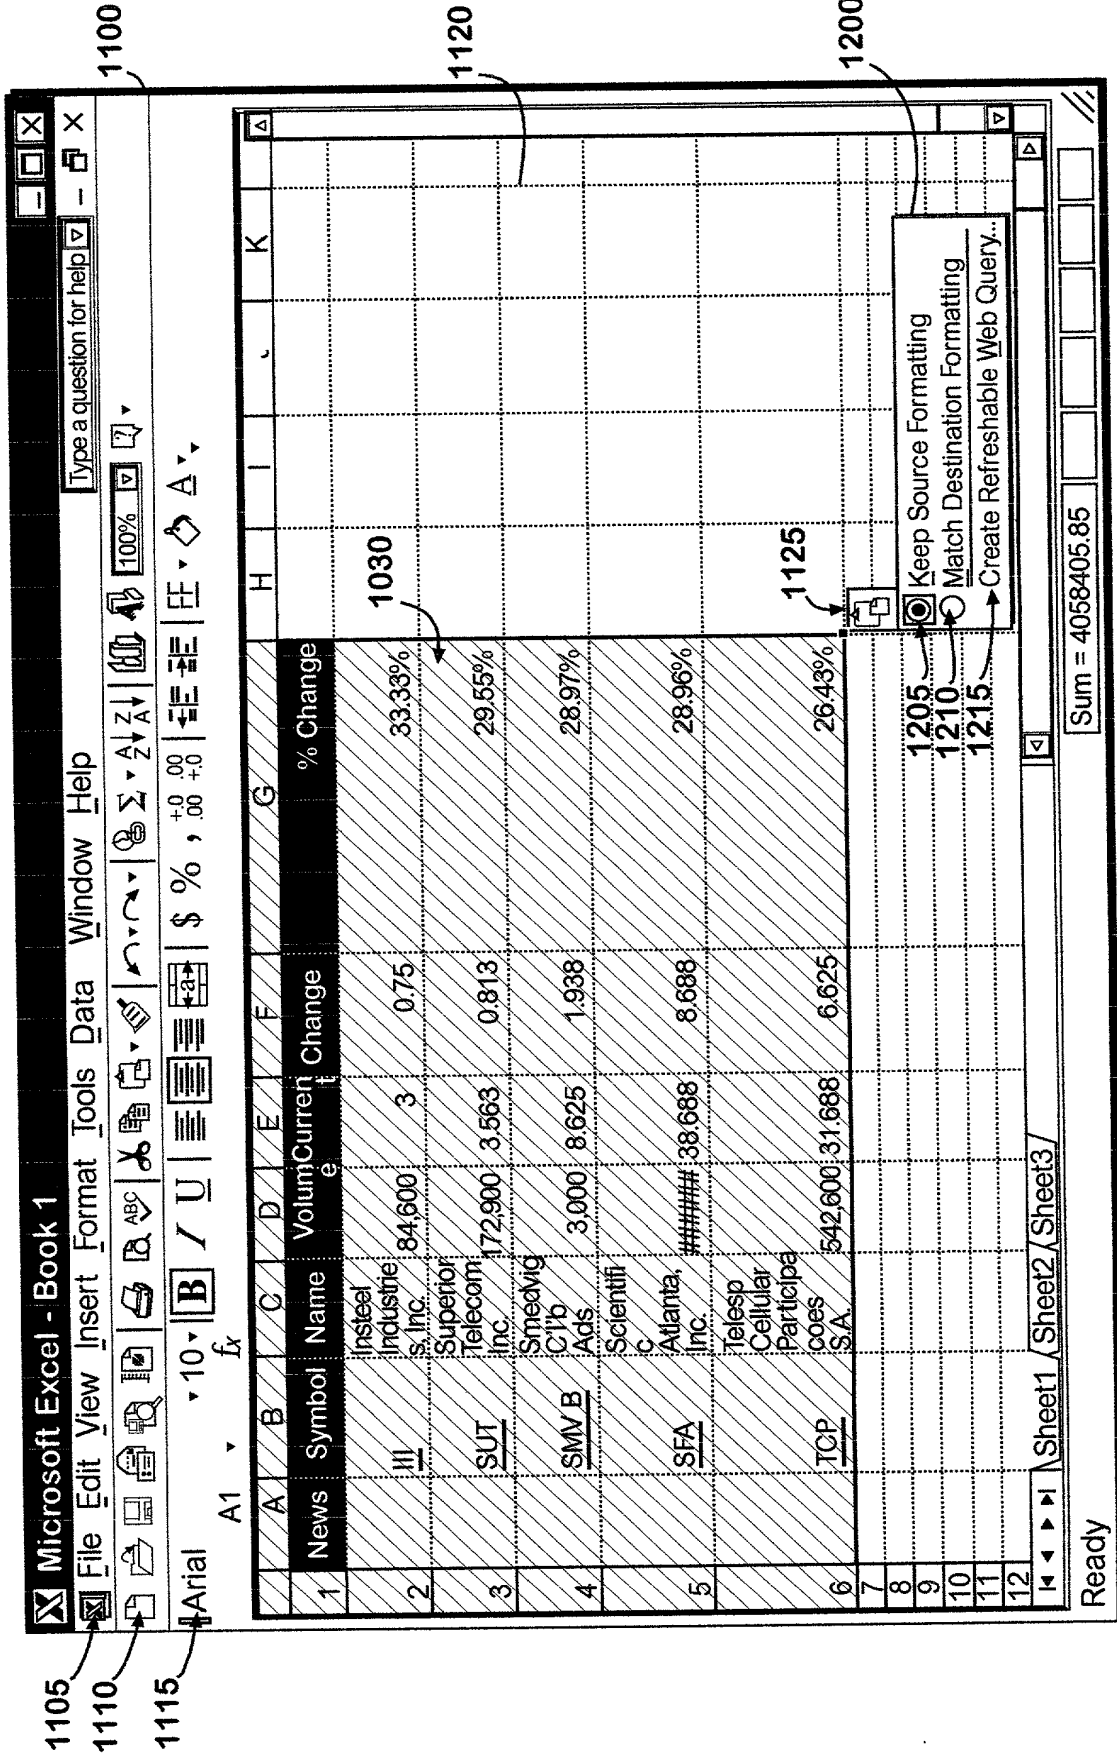 1100
1120
1200
Microsoft Excel - Book 1
File Edit View Insert Format Tools Data Window Help
Type a question for help
ABC
Σ
A Z
Z A
100%
?
Arial
10
B I U
a
$ % , +.0 .00
.00 +.0
A
A1
fx
A B C D E F G H I K
1 News Symbol Name Volum Curren Change % Change
e t
2 III Insteel Industrie s, Inc. 84,600 3 0.75 33.33%
3 SUT Superior Telecom Inc. 172,900 3.563 0.813 29.55%
4 SMV B Smedvig C'l'b Ads 3,000 8.625 1.938 28.97%
5 SFA Scientifi c Atlanta, Inc. ###### 38.688 8.688 28.96%
6 TCP Telesp Cellular Participa coes S.A. 542,600 31.688 6.625 26.43%
7
8
9
10
11
12
1030
1125
Keep Source Formatting
Match Destination Formatting
Create Refreshable Web Query...
1205
1210
1215
Sheet1 Sheet2 Sheet3
Ready
Sum = 4058405.85
1105
1110
1115